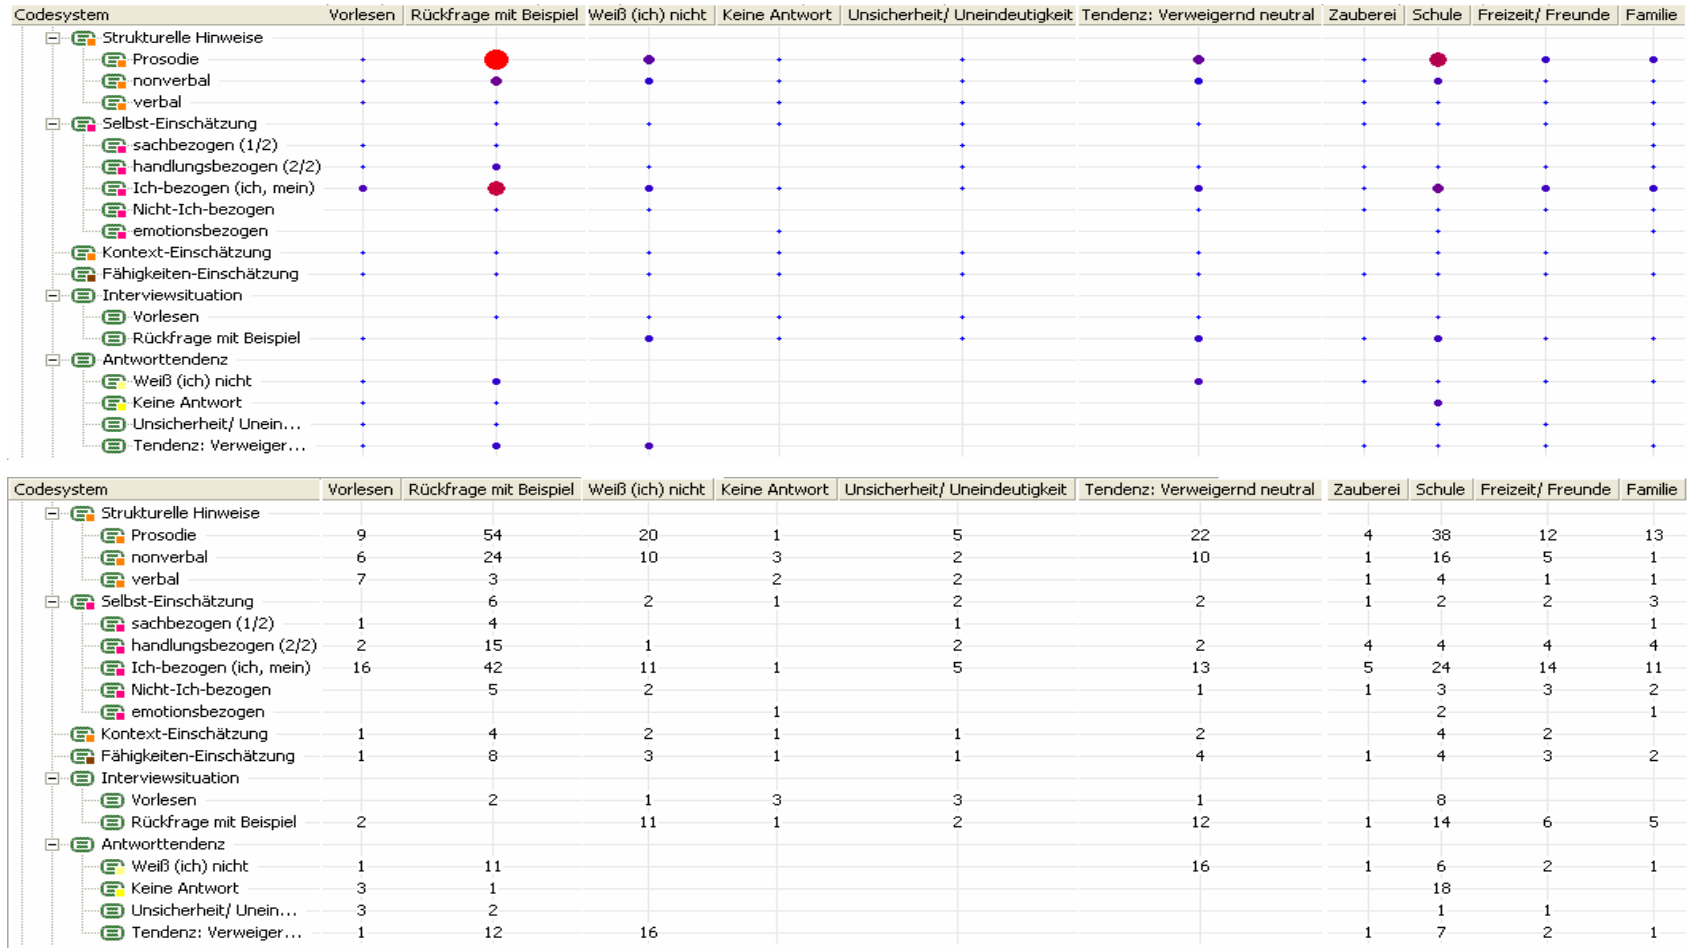 Codesystem Vorlesen Rückfrage mit Beispiel Weiß (ich) nicht Keine Antwort Unsicherheit/ Uneindeutigkeit Tendenz: Verweigernd neutral Zauberei Schule Freizeit/ Freunde Familie
Strukturelle Hinweise
Prosodie
nonverbal
verbal
Selbst-Einschätzung
sachbezogen (1/2)
handlungsbezogen (2/2)
Ich-bezogen (ich, mein)
Nicht-Ich-bezogen
emotionsbezogen
Kontext-Einschätzung
Fähigkeiten-Einschätzung
Interviewsituation
Vorlesen
Rückfrage mit Beispiel
Antworttendenz
Weiß (ich) nicht
Keine Antwort
Unsicherheit/ Unein...
Tendenz: Verweiger...
Codesystem Vorlesen Rückfrage mit Beispiel Weiß (ich) nicht Keine Antwort Unsicherheit/ Uneindeutigkeit Tendenz: Verweigernd neutral Zauberei Schule Freizeit/ Freunde Familie
Strukturelle Hinweise
Prosodie 9 54 20 1 5 22 4 38 12 13
nonverbal 6 24 10 3 2 10 1 16 5 1
verbal 7 3 2 2 1 4 1 1
Selbst-Einschätzung 6 2 1 2 2 1 2 2 3
sachbezogen (1/2) 1 4 1 1
handlungsbezogen (2/2) 2 15 1 2 2 4 4 4 4
Ich-bezogen (ich, mein) 16 42 11 1 5 13 5 24 14 11
Nicht-Ich-bezogen 5 2 1 1 3 3 2
emotionsbezogen 1 2 1
Kontext-Einschätzung 1 4 2 1 1 2 4 2
Fähigkeiten-Einschätzung 1 8 3 1 1 4 1 4 3 2
Interviewsituation
Vorlesen 2 1 3 3 1 8
Rückfrage mit Beispiel 2 11 1 2 12 1 14 6 5
Antworttendenz
Weiß (ich) nicht 1 11 16 1 6 2 1
Keine Antwort 3 1 18
Unsicherheit/ Unein... 3 2 1 1
Tendenz: Verweiger... 1 12 16 1 7 2 1